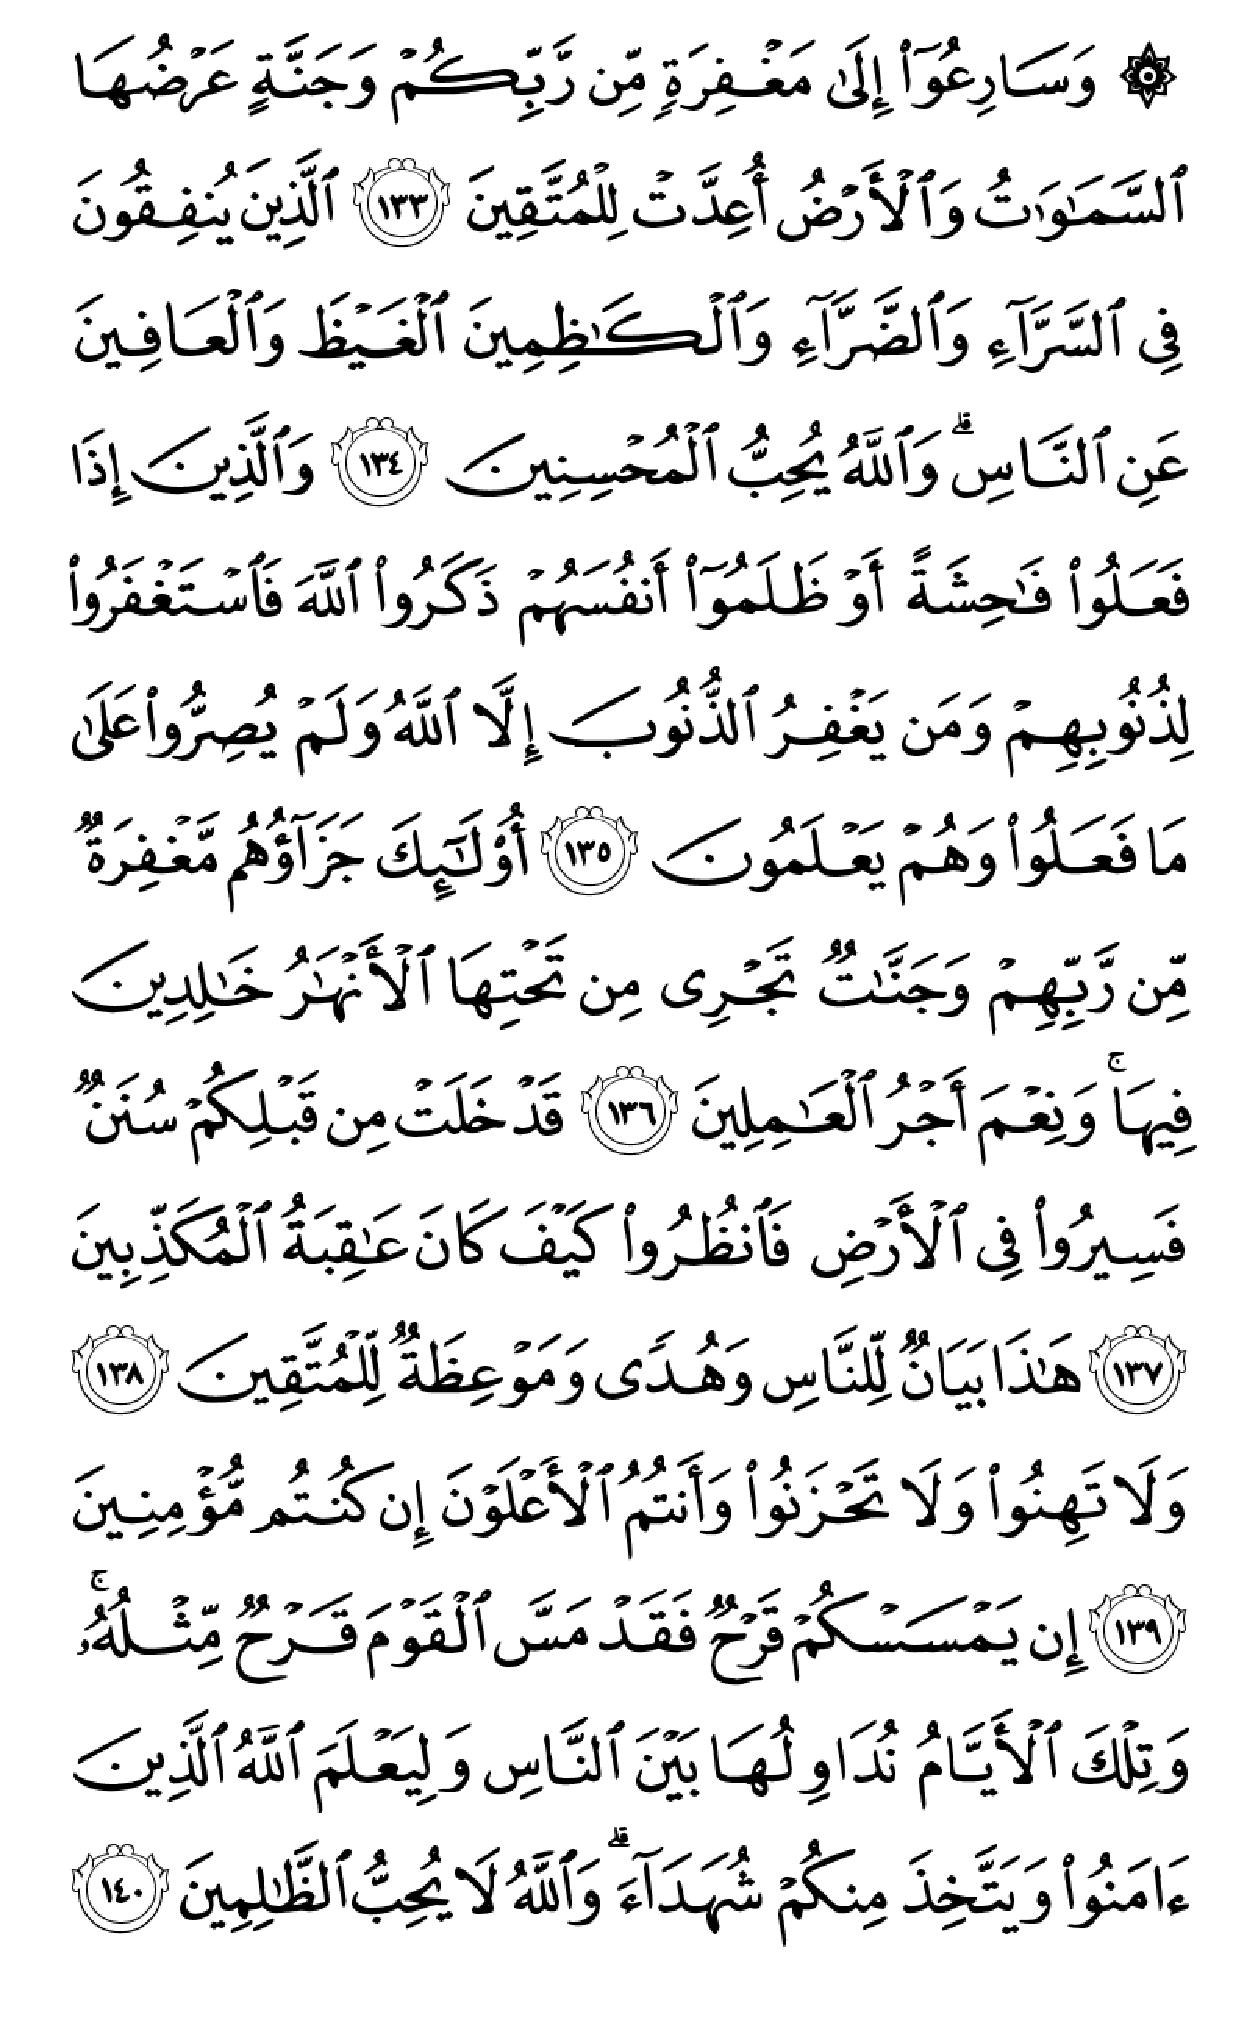 ۞ وَسَارِعُوٓا۟ إِلَىٰ مَغْفِرَةٍ مِّن رَّبِّكُمْ وَجَنَّةٍ عَرْضُهَا
ٱلسَّمَـٰوَٰتُ وَٱلْأَرْضُ أُعِدَّتْ لِلْمُتَّقِينَ ١٣٣ ٱلَّذِينَ يُنفِقُونَ
فِى ٱلسَّرَّآءِ وَٱلضَّرَّآءِ وَٱلْكَـٰظِمِينَ ٱلْغَيْظَ وَٱلْعَافِينَ
عَنِ ٱلنَّاسِ ۗ وَٱللَّهُ يُحِبُّ ٱلْمُحْسِنِينَ ١٣٤ وَٱلَّذِينَ إِذَا
فَعَلُوا۟ فَـٰحِشَةً أَوْ ظَلَمُوٓا۟ أَنفُسَهُمْ ذَكَرُوا۟ ٱللَّهَ فَٱسْتَغْفَرُوا۟
لِذُنُوبِهِمْ وَمَن يَغْفِرُ ٱلذُّنُوبَ إِلَّا ٱللَّهُ وَلَمْ يُصِرُّوا۟ عَلَىٰ
مَا فَعَلُوا۟ وَهُمْ يَعْلَمُونَ ١٣٥ أُو۟لَـٰٓئِكَ جَزَآؤُهُم مَّغْفِرَةٌ
مِّن رَّبِّهِمْ وَجَنَّـٰتٌ تَجْرِى مِن تَحْتِهَا ٱلْأَنْهَـٰرُ خَـٰلِدِينَ
فِيهَا ۚ وَنِعْمَ أَجْرُ ٱلْعَـٰمِلِينَ ١٣٦ قَدْ خَلَتْ مِن قَبْلِكُمْ سُنَنٌ
فَسِيرُوا۟ فِى ٱلْأَرْضِ فَٱنظُرُوا۟ كَيْفَ كَانَ عَـٰقِبَةُ ٱلْمُكَذِّبِينَ
١٣٧ هَـٰذَا بَيَانٌ لِّلنَّاسِ وَهُدًى وَمَوْعِظَةٌ لِّلْمُتَّقِينَ ١٣٨
وَلَا تَهِنُوا۟ وَلَا تَحْزَنُوا۟ وَأَنتُمُ ٱلْأَعْلَوْنَ إِن كُنتُم مُّؤْمِنِينَ
١٣٩ إِن يَمْسَسْكُمْ قَرْحٌ فَقَدْ مَسَّ ٱلْقَوْمَ قَرْحٌ مِّثْلُهُۥ ۚ
وَتِلْكَ ٱلْأَيَّامُ نُدَاوِلُهَا بَيْنَ ٱلنَّاسِ وَلِيَعْلَمَ ٱللَّهُ ٱلَّذِينَ
ءَامَنُوا۟ وَيَتَّخِذَ مِنكُمْ شُهَدَآءَ ۗ وَٱللَّهُ لَا يُحِبُّ ٱلظَّـٰلِمِينَ ١٤٠